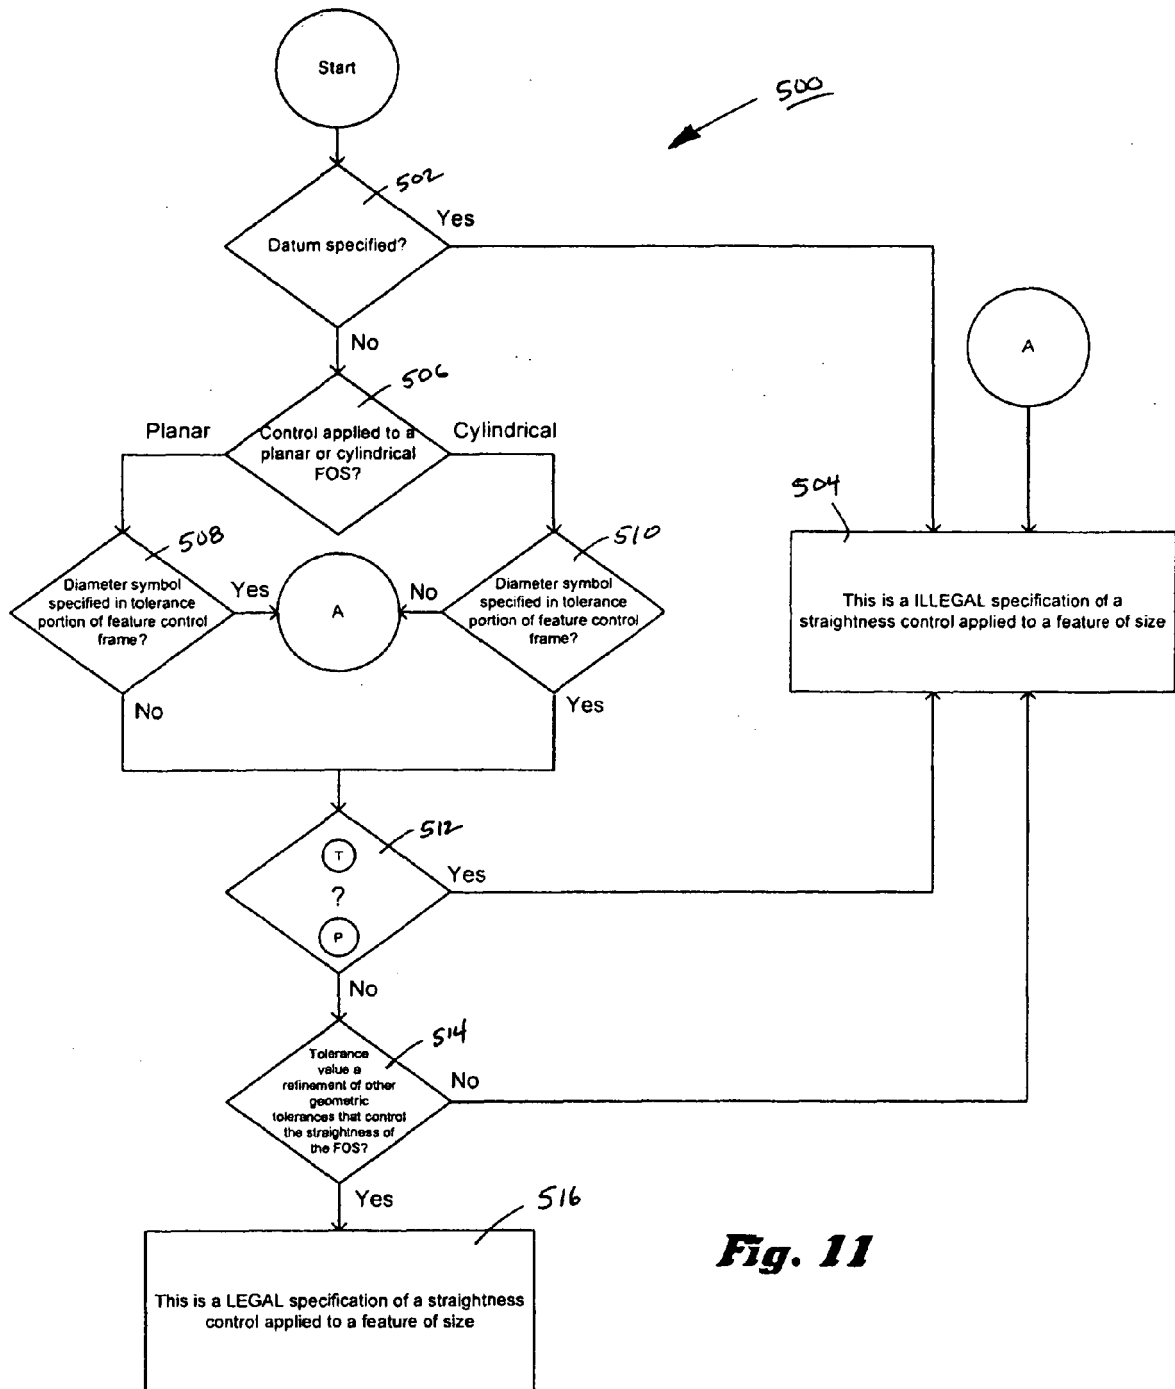 Start
500
502
Yes
Datum specified?
No
A
506
Planar
Control applied to a
planar or cylindrical
FOS?
Cylindrical
504
508
510
Diameter symbol
specified in tolerance
portion of feature control
frame?
Yes
A
No
Diameter symbol
specified in tolerance
portion of feature control
frame?
This is a ILLEGAL specification of a
straightness control applied to a feature of size
No
Yes
512
T
?
P
Yes
No
514
Tolerance
value a
refinement of other
geometric
tolerances that control
the straightness of
the FOS?
No
Yes
516
This is a LEGAL specification of a straightness
control applied to a feature of size
Fig. 11